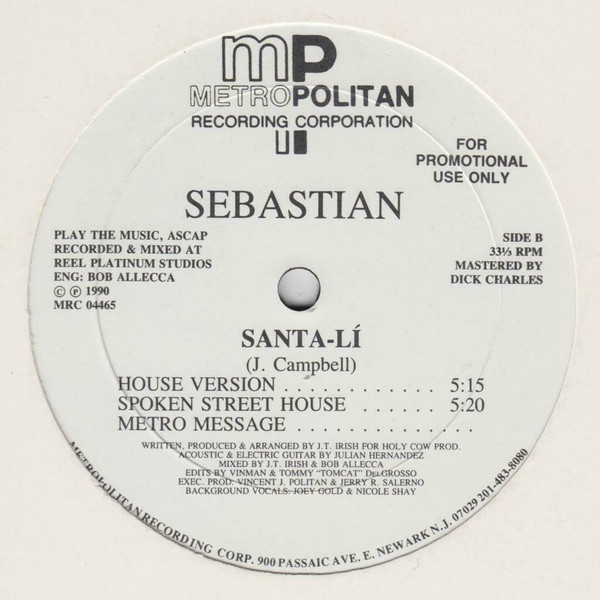 mp
METROPOLITAN
RECORDING CORPORATION
FOR
PROMOTIONAL
USE ONLY
SEBASTIAN
PLAY THE MUSIC, ASCAP
RECORDED & MIXED AT
REEL PLATINUM STUDIOS
ENG: BOB ALLECCA
© ℗ 1990
MRC 04465
SIDE B
33⅓ RPM
MASTERED BY
DICK CHARLES
SANTA-LÍ
(J. Campbell)
HOUSE VERSION . . . . . . . . . . . . 5:15
SPOKEN STREET HOUSE . . . . . . 5:20
METRO MESSAGE . . . . . . . . . . . . . . .
WRITTEN, PRODUCED & ARRANGED BY J.T. IRISH FOR HOLY COW PROD.
ACOUSTIC & ELECTRIC GUITAR BY JULIAN HERNANDEZ
MIXED BY J.T. IRISH & BOB ALLECCA
EDITS BY VINMAN & TOMMY "TOMCAT" DELGROSSO
EXEC. PROD: VINCENT J. POLITAN & JERRY R. SALERNO
BACKGROUND VOCALS: JOEY GOLD & NICOLE SHAY
METROPOLITAN RECORDING CORP. 900 PASSAIC AVE. E. NEWARK N.J. 07029 201-483-8080